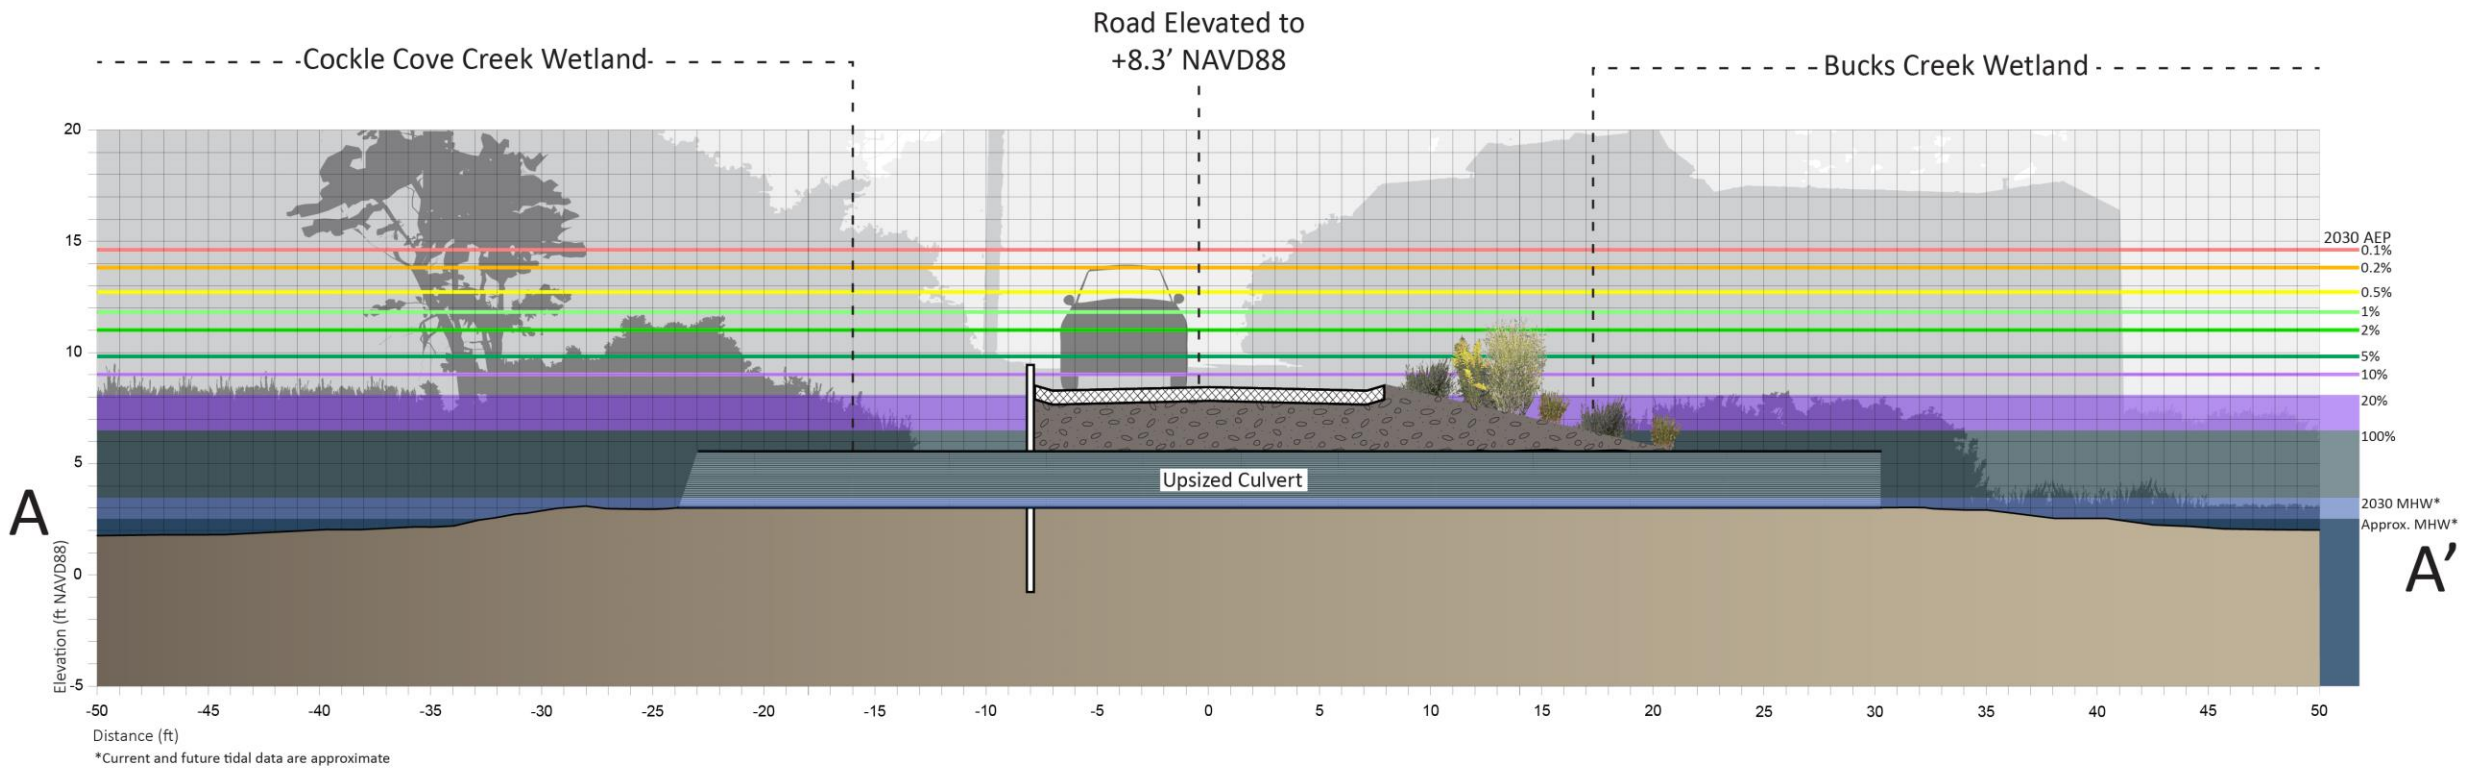 Road Elevated to
+8.3’ NAVD88
Cockle Cove Creek Wetland
Bucks Creek Wetland
20
15
10
5
0
-5
Elevation (ft NAVD88)
2030 AEP
0.1%
0.2%
0.5%
1%
2%
5%
10%
20%
100%
2030 MHW*
Approx. MHW*
Upsized Culvert
A
A’
-50 -45 -40 -35 -30 -25 -20 -15 -10 -5 0 5 10 15 20 25 30 35 40 45 50
Distance (ft)
*Current and future tidal data are approximate